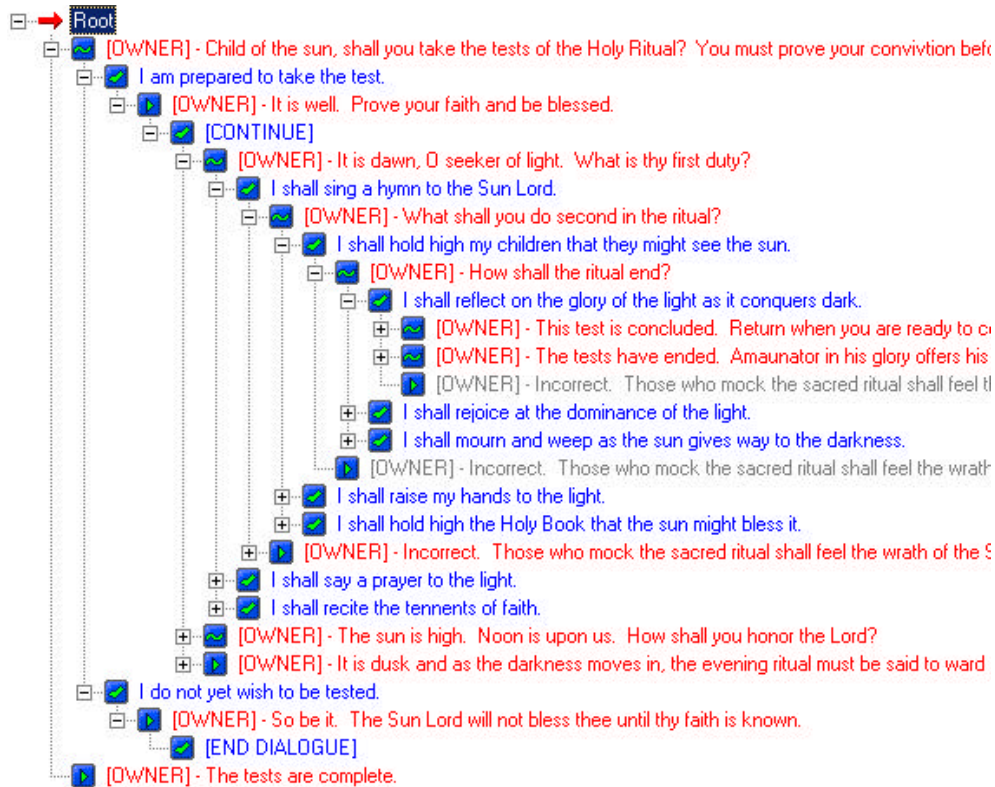 Root
[OWNER] - Child of the sun, shall you take the tests of the Holy Ritual? You must prove your convivtion
I am prepared to take the test.
[OWNER] - It is well. Prove your faith and be blessed.
[CONTINUE]
[OWNER] - It is dawn, O seeker of light. What is thy first duty?
I shall sing a hymn to the Sun Lord.
[OWNER] - What shall you do second in the ritual?
I shall hold high my children that they might see the sun.
[OWNER] - How shall the ritual end?
I shall reflect on the glory of the light as it conquers dark.
[OWNER] - This test is concluded. Return when you are ready to
[OWNER] - The tests have ended. Amaunator in his glory offers his
[OWNER] - Incorrect. Those who mock the sacred ritual shall feel
I shall rejoice at the dominance of the light.
I shall mourn and weep as the sun gives way to the darkness.
[OWNER] - Incorrect. Those who mock the sacred ritual shall feel the wrath
I shall raise my hands to the light.
I shall hold high the Holy Book that the sun might bless it.
[OWNER] - Incorrect. Those who mock the sacred ritual shall feel the wrath of the
I shall say a prayer to the light.
I shall recite the tennents of faith.
[OWNER] - The sun is high. Noon is upon us. How shall you honor the Lord?
[OWNER] - It is dusk and as the darkness moves in, the evening ritual must be said to ward
I do not yet wish to be tested.
[OWNER] - So be it. The Sun Lord will not bless thee until thy faith is known.
[END DIALOGUE]
[OWNER] - The tests are complete.